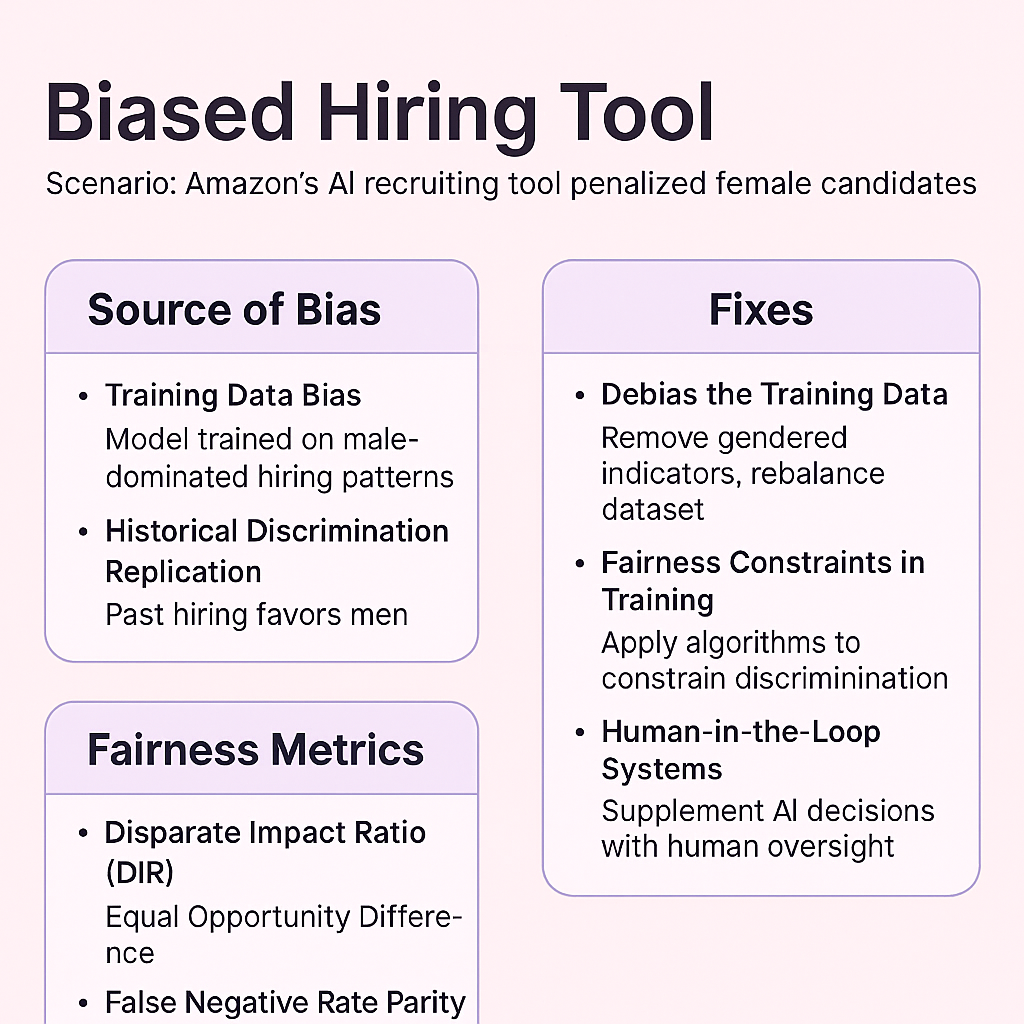 Biased Hiring Tool
Scenario: Amazon's AI recruiting tool penalized female candidates
Source of Bias
• Training Data Bias
Model trained on male-
dominated hiring patterns
• Historical Discrimination
Replication
Past hiring favors men
Fairness Metrics
• Disparate Impact Ratio
(DIR)
Equal Opportunity Differe-
nce
• False Negative Rate Parity
Fixes
• Debias the Training Data
Remove gendered
indicators, rebalance
dataset
• Fairness Constraints in
Training
Apply algorithms to
constrain discriminination
• Human-in-the-Loop
Systems
Supplement AI decisions
with human oversight